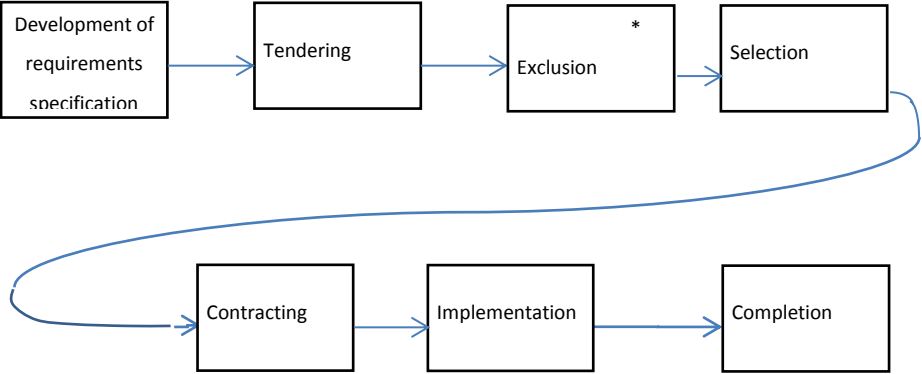 Development of
requirements
specification
Tendering
*
Exclusion
Selection
Contracting
Implementation
Completion